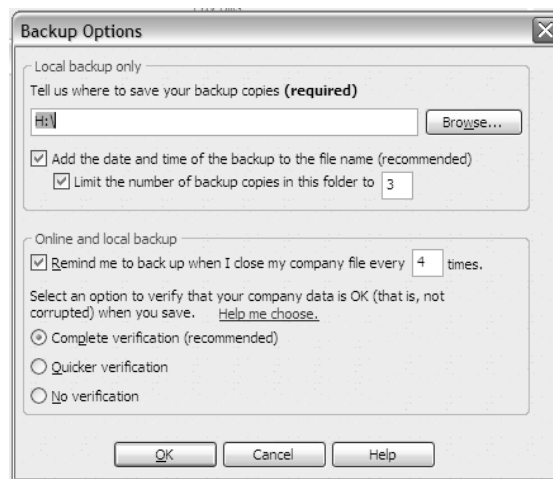 Backup Options
Local backup only
Tell us where to save your backup copies (required)
H:\
Browse...
Add the date and time of the backup to the file name (recommended)
Limit the number of backup copies in this folder to 3
Online and local backup
Remind me to back up when I close my company file every 4 times.
Select an option to verify that your company data is OK (that is, not
corrupted) when you save. Help me choose.
Complete verification (recommended)
Quicker verification
No verification
OK Cancel Help